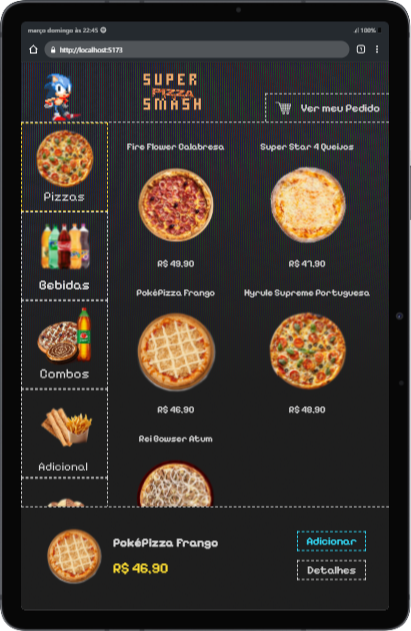 março domingo às 22:45
100%
http://localhost:5173
1
SUPER
PIZZA
SMASH
Ver meu Pedido
Pizzas
Bebidas
Combos
Adicional
Fire Flower Calabresa
Super Star 4 Queijos
R$ 49,90
R$ 47,90
PokéPizza Frango
Hyrule Supreme Portuguesa
R$ 46,90
R$ 48,90
Rei Bowser Atum
PokéPizza Frango
R$ 46,90
Adicionar
Detalhes